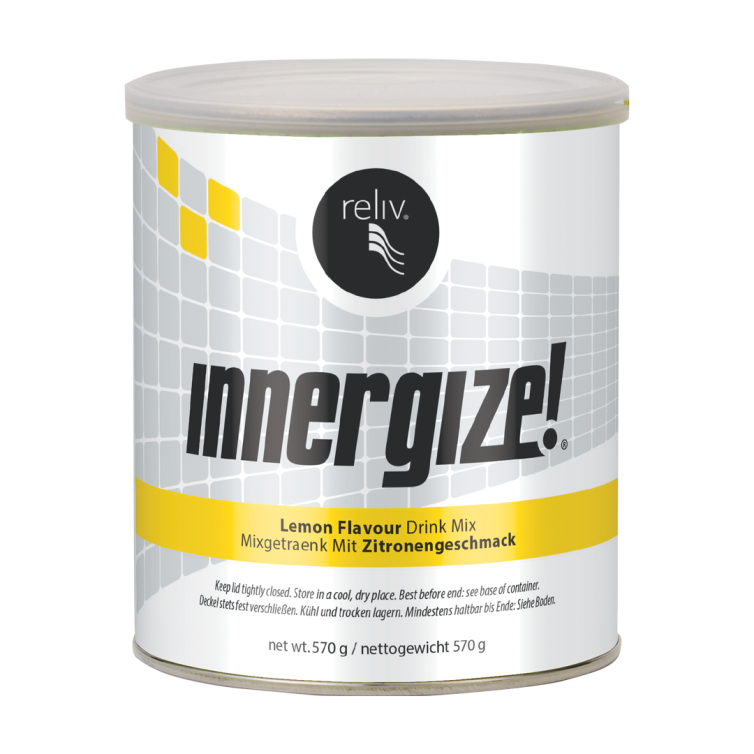 reliv®
innergize!®
Lemon Flavour Drink Mix
Mixgetraenk Mit Zitronengeschmack
Keep lid tightly closed. Store in a cool, dry place. Best before end: see base of container.
Deckel stets fest verschließen. Kühl und trocken lagern. Mindestens haltbar bis Ende: Siehe Boden.
net wt. 570 g / nettogewicht 570 g